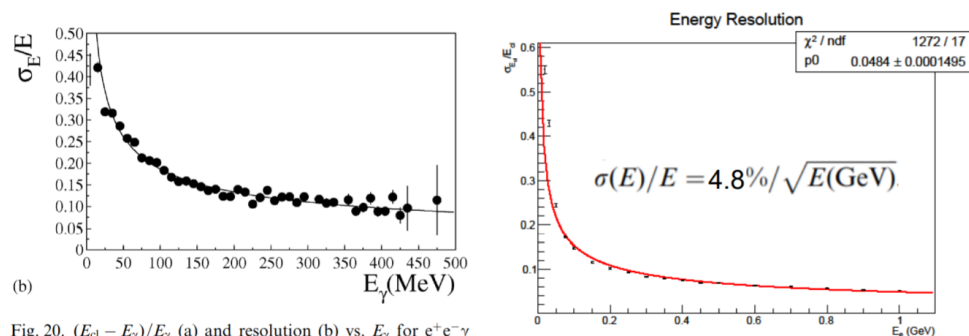 0.50
0.45
0.40
0.35
0.30
0.25
0.20
0.15
0.10
0.05
0
σE/E
0 50 100 150 200 250 300 350 400 450 500
Eγ(MeV)
(b)
Fig. 20. (Ecl − Eγ)/Eγ (a) and resolution (b) vs. Eγ for e+e−γ
Energy Resolution
χ² / ndf 1272 / 17
p0 0.0484 ± 0.0001495
0.6
0.5
0.4
0.3
0.2
0.1
σ(E)/E = 4.8%/√E(GeV)
0 0.2 0.4 0.6 0.8 1